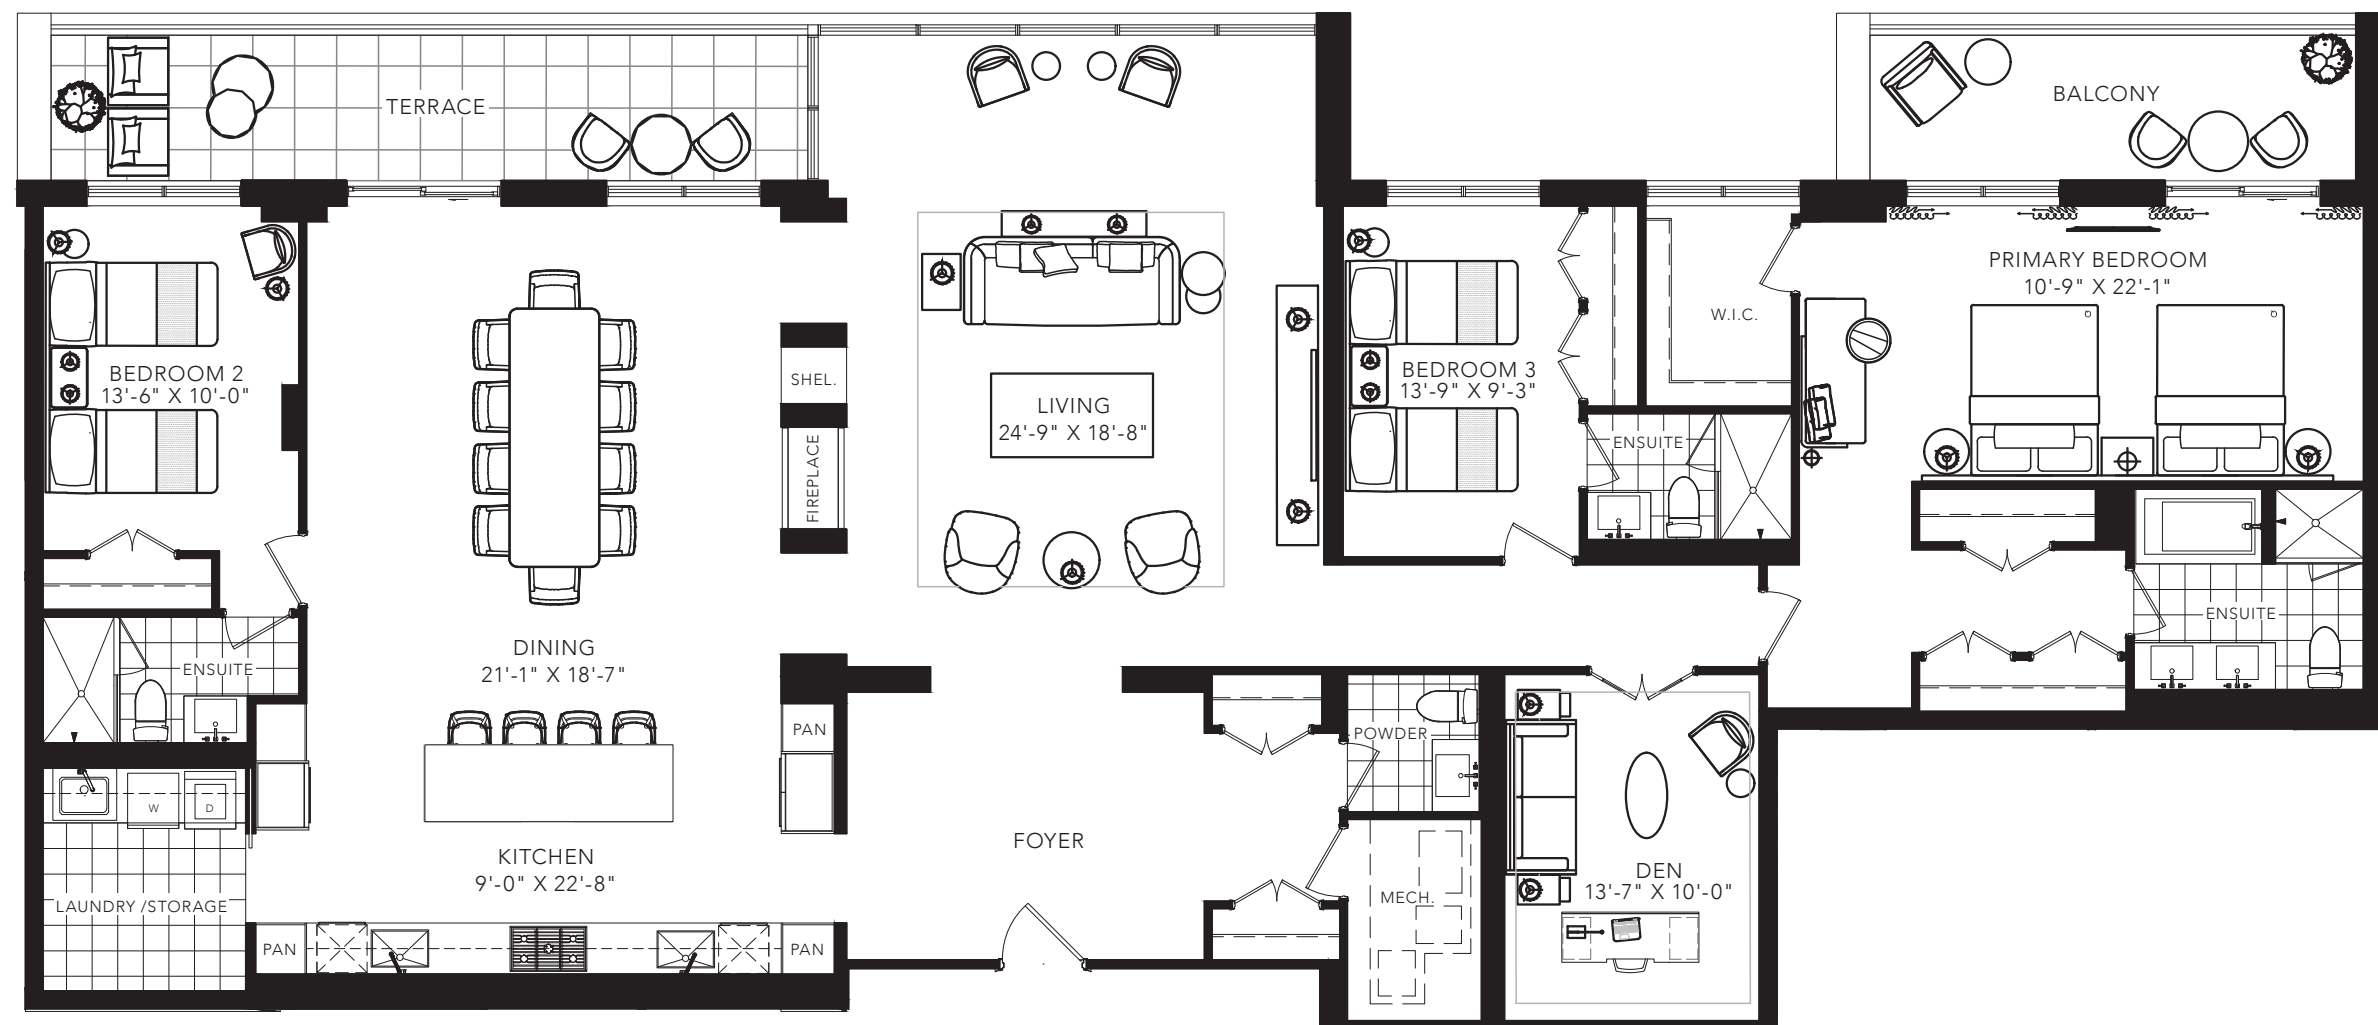 TERRACE
BALCONY
PRIMARY BEDROOM
10'-9" X 22'-1"
W.I.C.
BEDROOM 2
13'-6" X 10'-0"
SHEL.
FIREPLACE
LIVING
24'-9" X 18'-8"
BEDROOM 3
13'-9" X 9'-3"
ENSUITE
ENSUITE
DINING
21'-1" X 18'-7"
ENSUITE
PAN
POWDER
W
D
KITCHEN
9'-0" X 22'-8"
FOYER
DEN
13'-7" X 10'-0"
MECH.
LAUNDRY /STORAGE
PAN
PAN